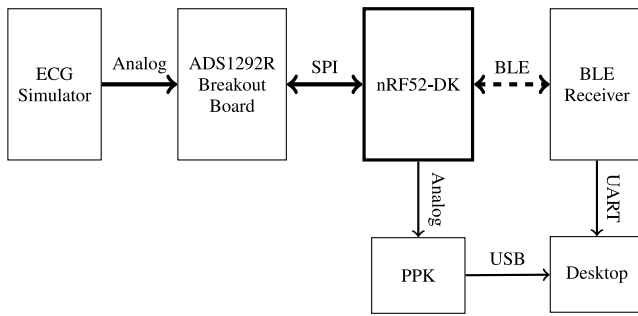 ECG
Simulator
Analog
ADS1292R
Breakout
Board
SPI
nRF52-DK
BLE
BLE
Receiver
Analog
UART
PPK
USB
Desktop